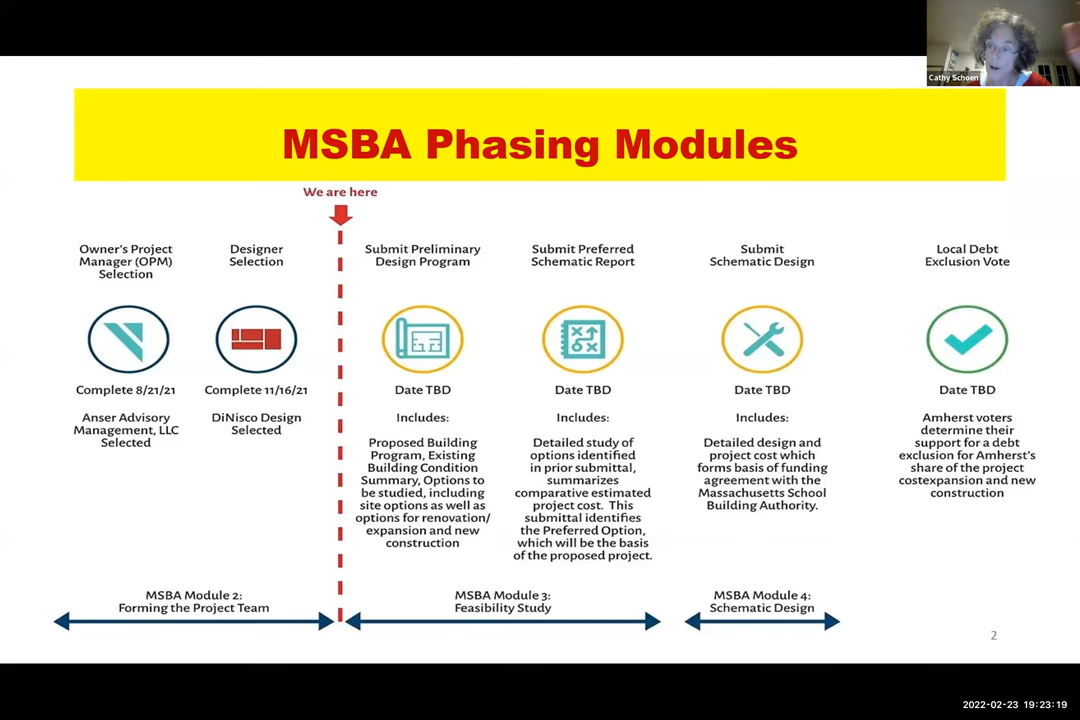 Cathy Schoen
MSBA Phasing Modules
We are here
Owner's Project
Manager (OPM)
Selection
Complete 8/21/21
Anser Advisory
Management, LLC
Selected
Designer
Selection
Complete 11/16/21
DiNisco Design
Selected
Submit Preliminary
Design Program
Date TBD
Includes:
Proposed Building
Program, Existing
Building Condition
Summary, Options to
be studied, including
site options as well as
options for renovation/
expansion and new
construction
Submit Preferred
Schematic Report
Date TBD
Includes:
Detailed study of
options identified
in prior submittal,
summarizes
comparative estimated
project cost. This
submittal identifies
the Preferred Option,
which will be the basis
of the proposed project.
Submit
Schematic Design
Date TBD
Includes:
Detailed design and
project cost which
forms basis of funding
agreement with the
Massachusetts School
Building Authority.
Local Debt
Exclusion Vote
Date TBD
Amherst voters
determine their
support for a debt
exclusion for Amherst's
share of the project
costexpansion and new
construction
MSBA Module 2:
Forming the Project Team
MSBA Module 3:
Feasibility Study
MSBA Module 4:
Schematic Design
2
2022-02-23 19:23:19